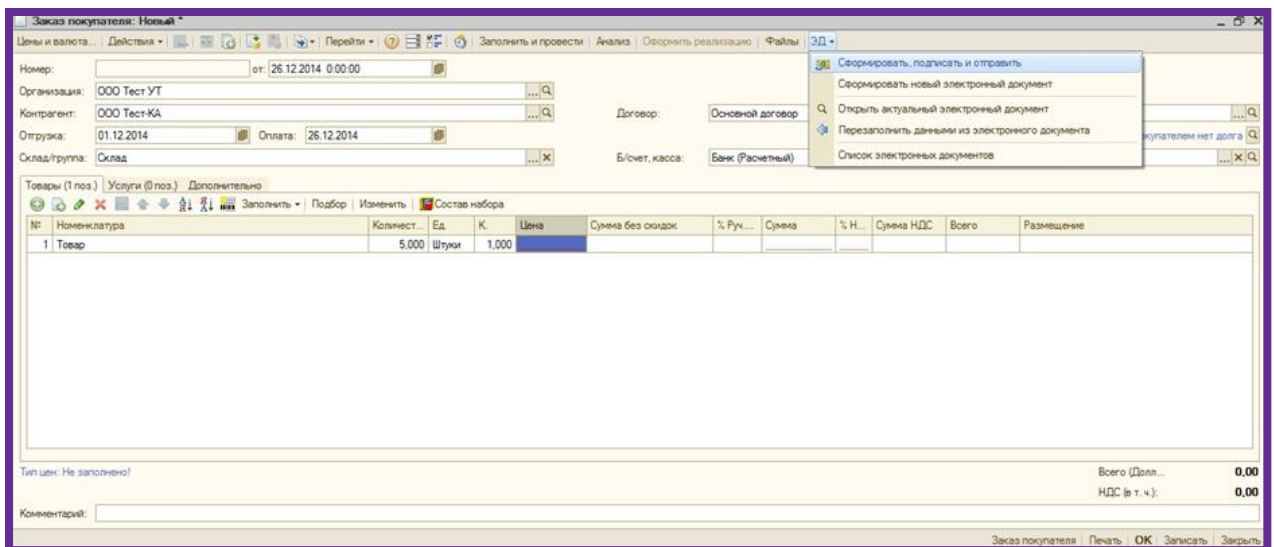 Заказ покупателя: Новый *
Цены и валюта... Действия Перейти Заполнить и провести Анализ Оформить реализацию Файлы ЭД
Сформировать, подписать и отправить
Номер: от: 26.12.2014 0:00:00
Сформировать новый электронный документ
Организация: ООО Тест УТ
Открыть актуальный электронный документ
Контрагент: ООО Тест-КА Договор: Основной договор
Перезаполнить данными из электронного документа
Отгрузка: 01.12.2014 Оплата: 26.12.2014 окупателем нет долга
Список электронных документов
Склад/группа: Склад Б/счет, касса: Банк (Расчетный)
Товары (1 поз.) Услуги (0 поз.) Дополнительно
Заполнить Подбор Изменить Состав набора
№ Номенклатура Количест... Ед. К. Цена Сумма без скидок % Руч.... Сумма % Н... Сумма НДС Всего Размещение
1 Товар 5,000 Штуки 1,000
Тип цен: Не заполнено! Всего (Долл... 0,00
НДС (в т. ч.): 0,00
Комментарий:
Заказ покупателя Печать OK Записать Закрыть